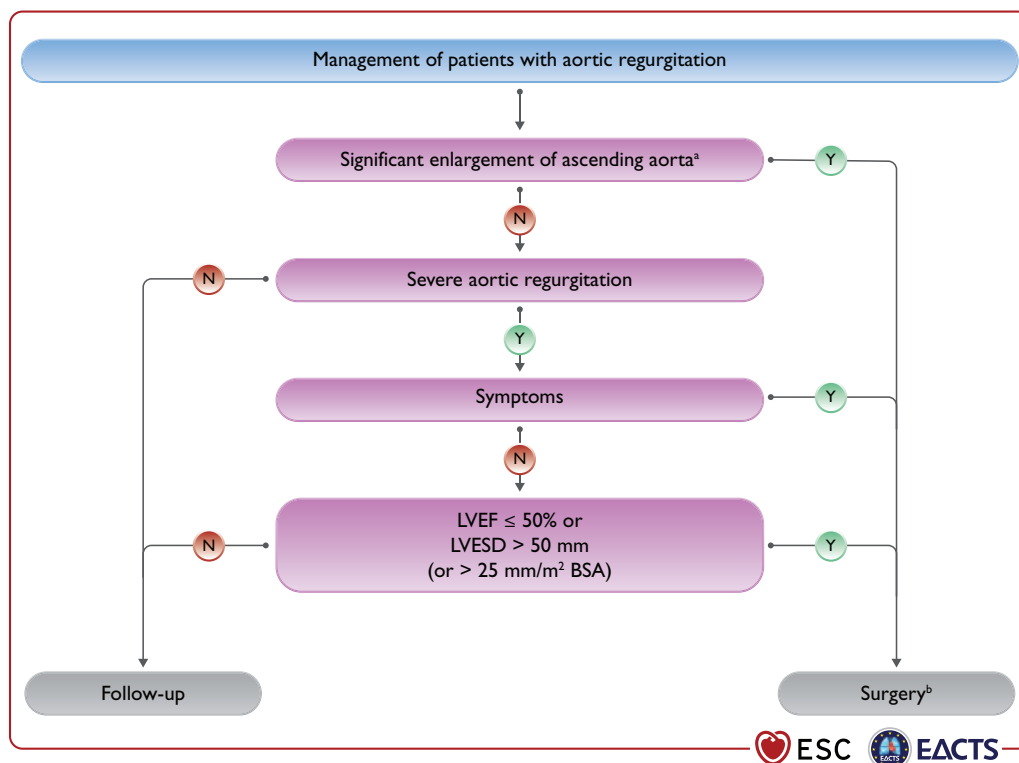 Management of patients with aortic regurgitation
Significant enlargement of ascending aortaᵃ
Y
N
Severe aortic regurgitation
N
Y
Symptoms
Y
N
LVEF ≤ 50% or
LVESD > 50 mm
(or > 25 mm/m² BSA)
N
Y
Follow-up
Surgeryᵇ
ESC
EACTS
EACTS